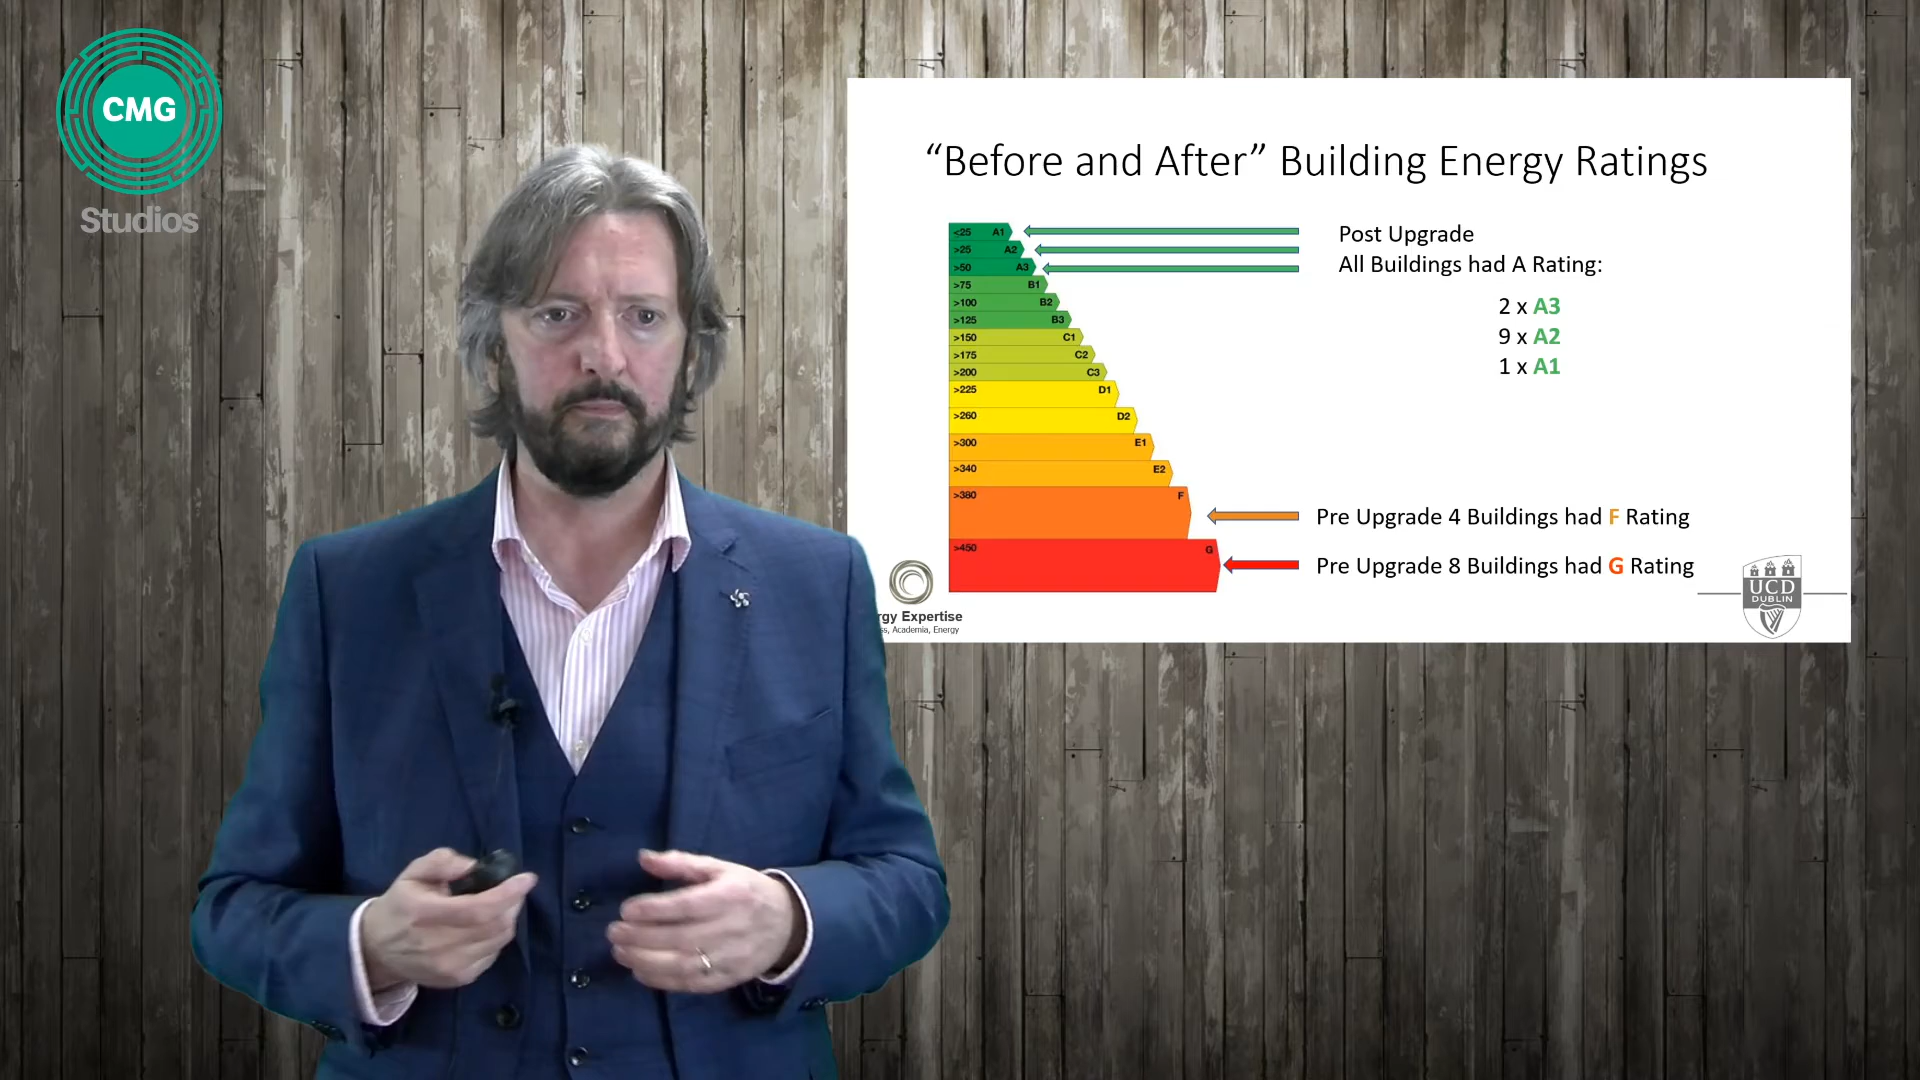 CMG
Studios
“Before and After” Building Energy Ratings
<25 A1
>25 A2
>50 A3
>75 B1
>100 B2
>125 B3
>150 C1
>175 C2
>200 C3
>225 D1
>260 D2
>300 E1
>340 E2
>380 F
>450 G
Post Upgrade
All Buildings had A Rating:
2 x A3
9 x A2
1 x A1
Pre Upgrade 4 Buildings had F Rating
Pre Upgrade 8 Buildings had G Rating
Expertise
Academia, Energy
UCD
DUBLIN